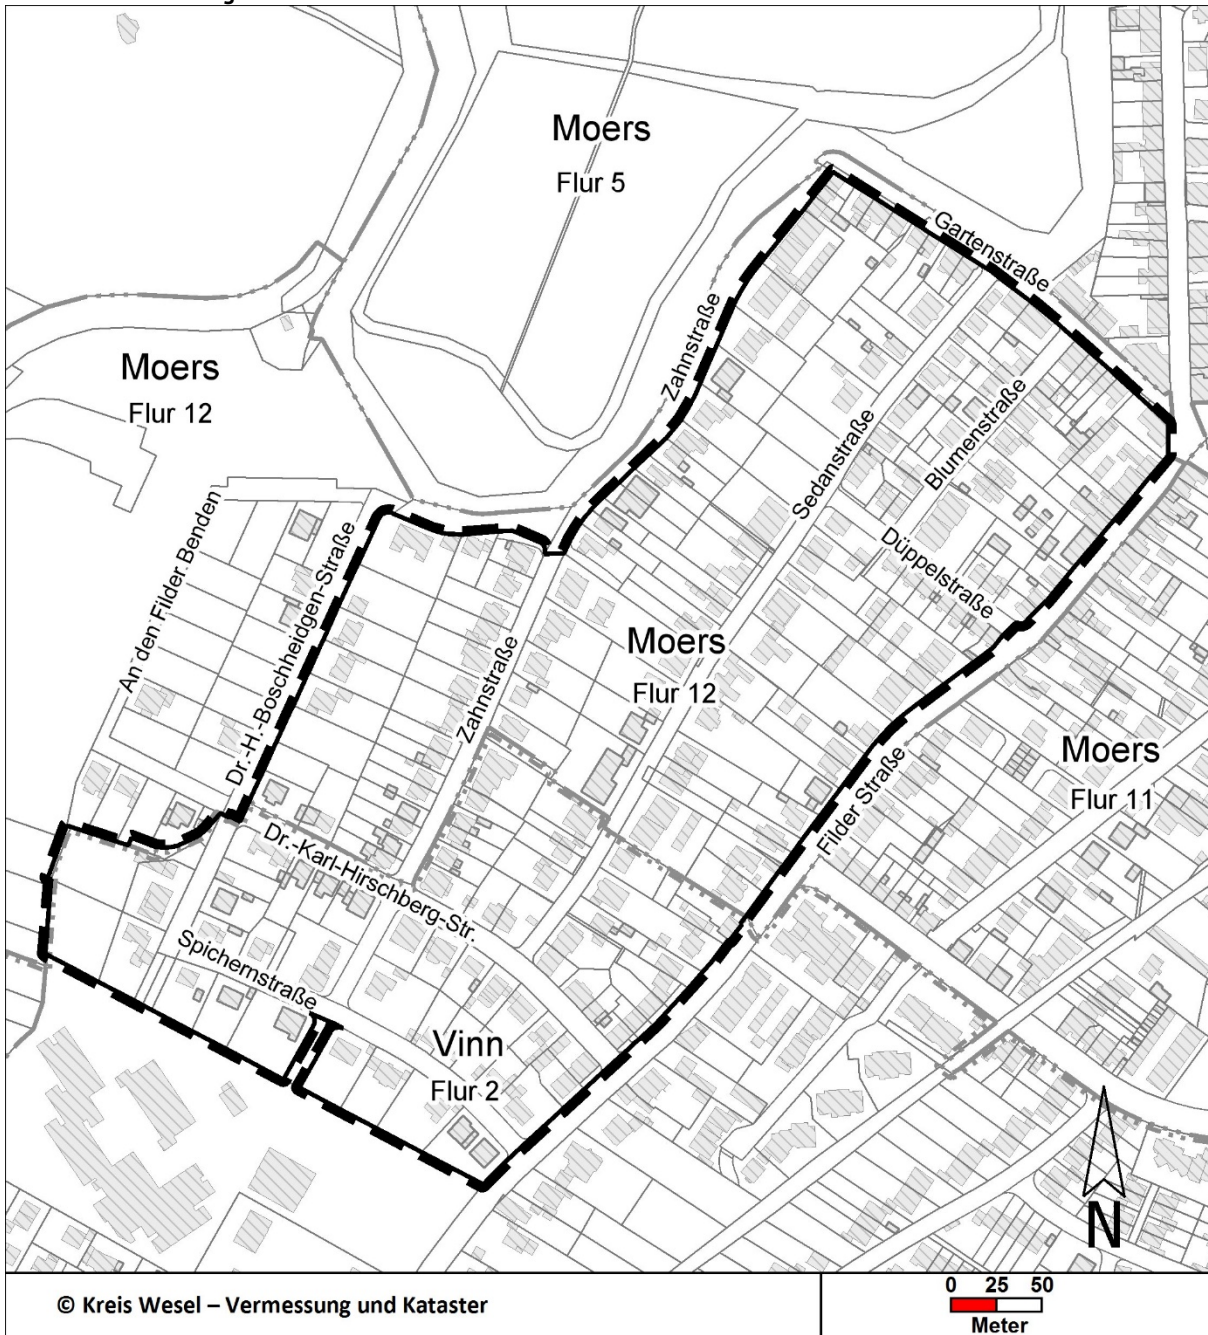 Moers
Flur 5
Gartenstraße
Zahnstraße
Moers
Flur 12
Blumenstraße
Sedanstraße
An den Filder Benden
Dr.-H.-Boschheidgen-Straße
Düppelstraße
Moers
Flur 12
Zahnstraße
Moers
Flur 11
Filder Straße
Dr.-Karl-Hirschberg-Str.
Spichernstraße
Vinn
Flur 2
N
© Kreis Wesel – Vermessung und Kataster
0 25 50
Meter